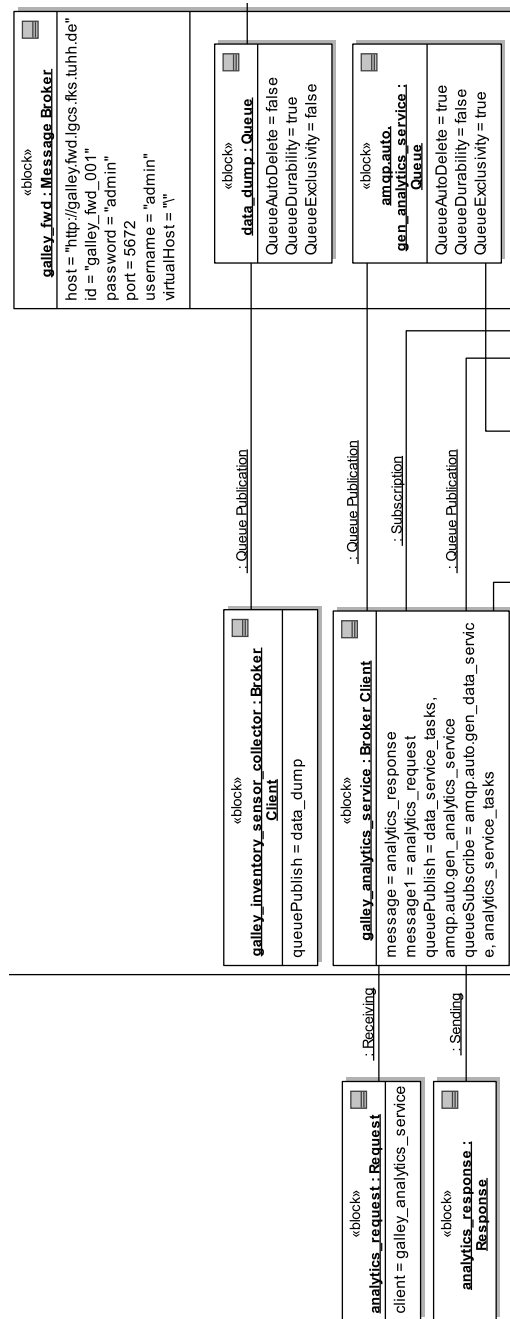 «block»
galley_fwd : Message Broker
host = "http://galley.fwd.lgcs.fks.tuhh.de"
id = "galley_fwd_001"
password = "admin"
port = 5672
username = "admin"
virtualHost = "\"
«block»
data_dump : Queue
QueueAutoDelete = false
QueueDurability = true
QueueExclusivity = false
«block»
amqp.auto.
gen_analytics_service :
Queue
QueueAutoDelete = true
QueueDurability = false
QueueExclusivity = true
: Queue Publication
: Queue Publication
: Subscription
: Queue Publication
«block»
galley_inventory_sensor_collector : Broker
Client
queuePublish = data_dump
«block»
galley_analytics_service : Broker Client
message = analytics_response
message1 = analytics_request
queuePublish = data_service_tasks,
amqp.auto.gen_analytics_service
queueSubscribe = amqp.auto.gen_data_servic
e, analytics_service_tasks
: Receiving
: Sending
«block»
analytics_request : Request
client = galley_analytics_service
«block»
analytics_response :
Response